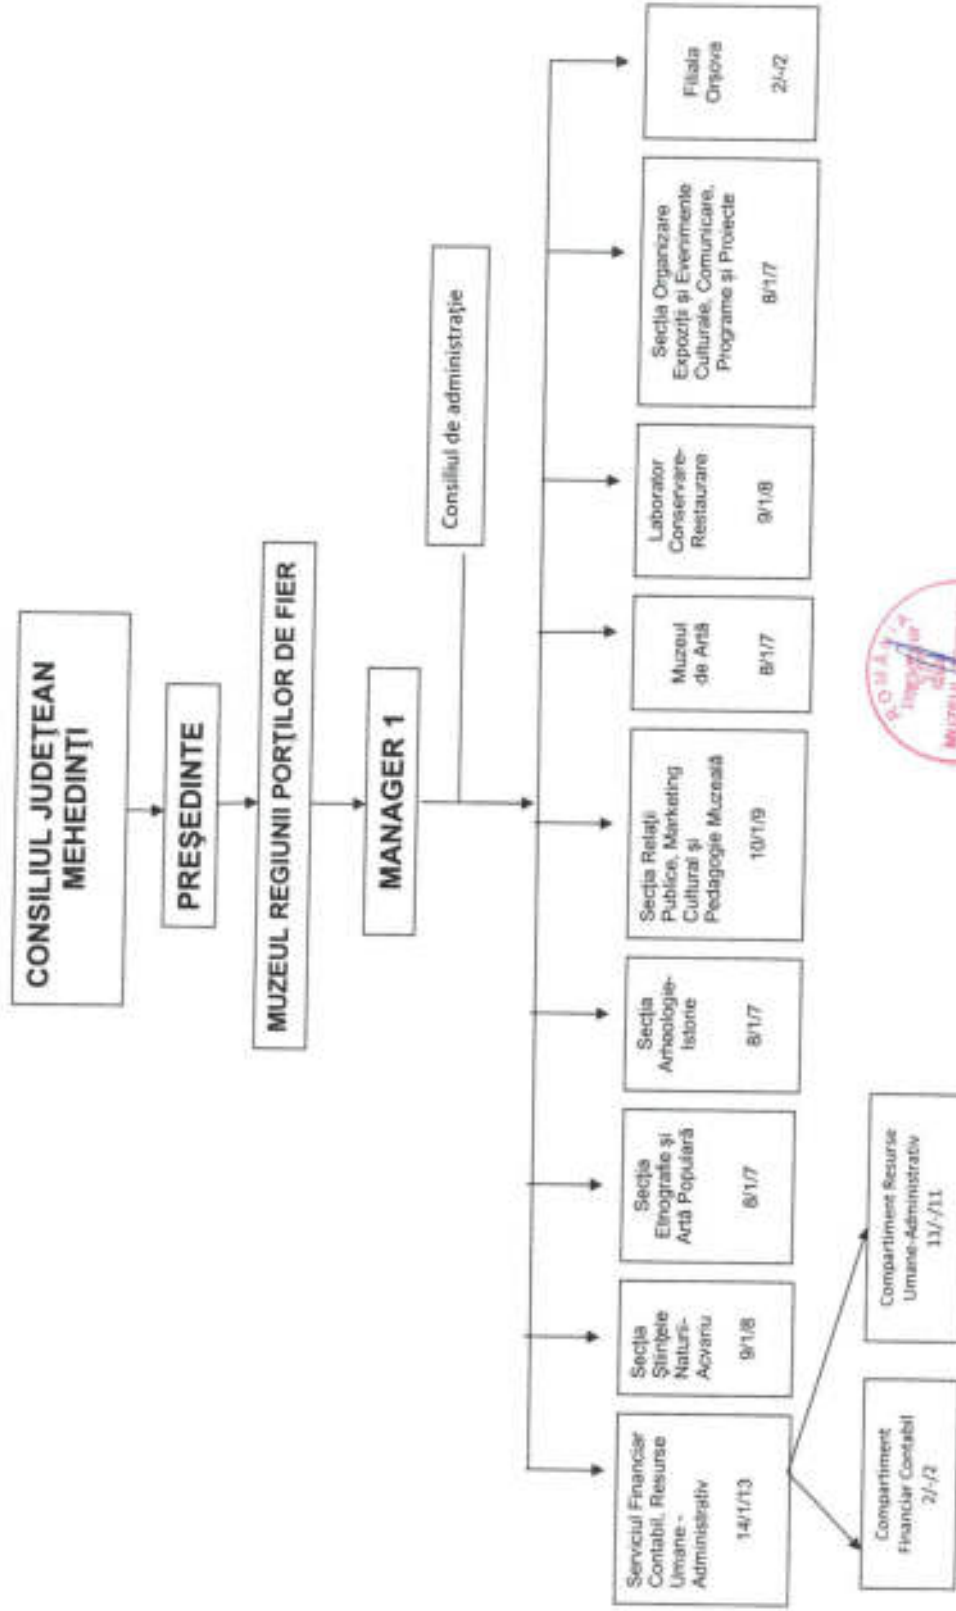 CONSILIUL JUDEȚEAN
MEHEDINȚI
PREȘEDINTE
MUZEUL REGIUNII PORȚILOR DE FIER
MANAGER 1
Consiliul de administrație
Serviciul Financiar
Contabil, Resurse
Umane -
Administrativ
14/1/13
Secția
Științele
Naturii-
Acvariu
9/1/8
Secția
Etnografie și
Artă Populară
8/1/7
Secția
Arheologie-
Istorie
8/1/7
Secția Relații
Publice, Marketing
Cultural și
Pedagogie Muzeală
10/1/9
Muzeul
de Artă
8/1/7
Laborator
Conservare-
Restaurare
9/1/8
Secția Organizare
Expoziții și Evenimente
Culturale, Comunicare,
Programe și Proiecte
8/1/7
Filiala
Orșova
2/-/2
Compartiment
Financiar Contabil
2/-/2
Compartiment Resurse
Umane-Administrativ
11/-/11
ROMÂNIA
Muzeul